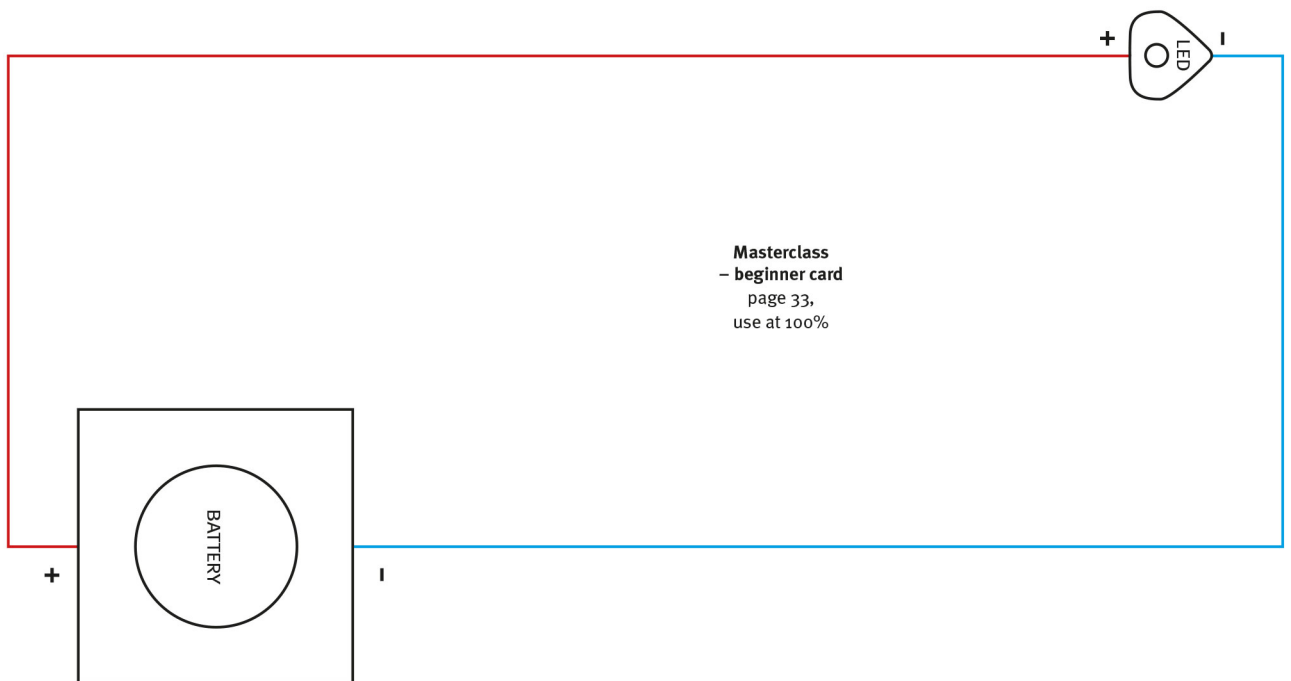 +
-
LED
Masterclass
– beginner card
page 33,
use at 100%
BATTERY
+
-